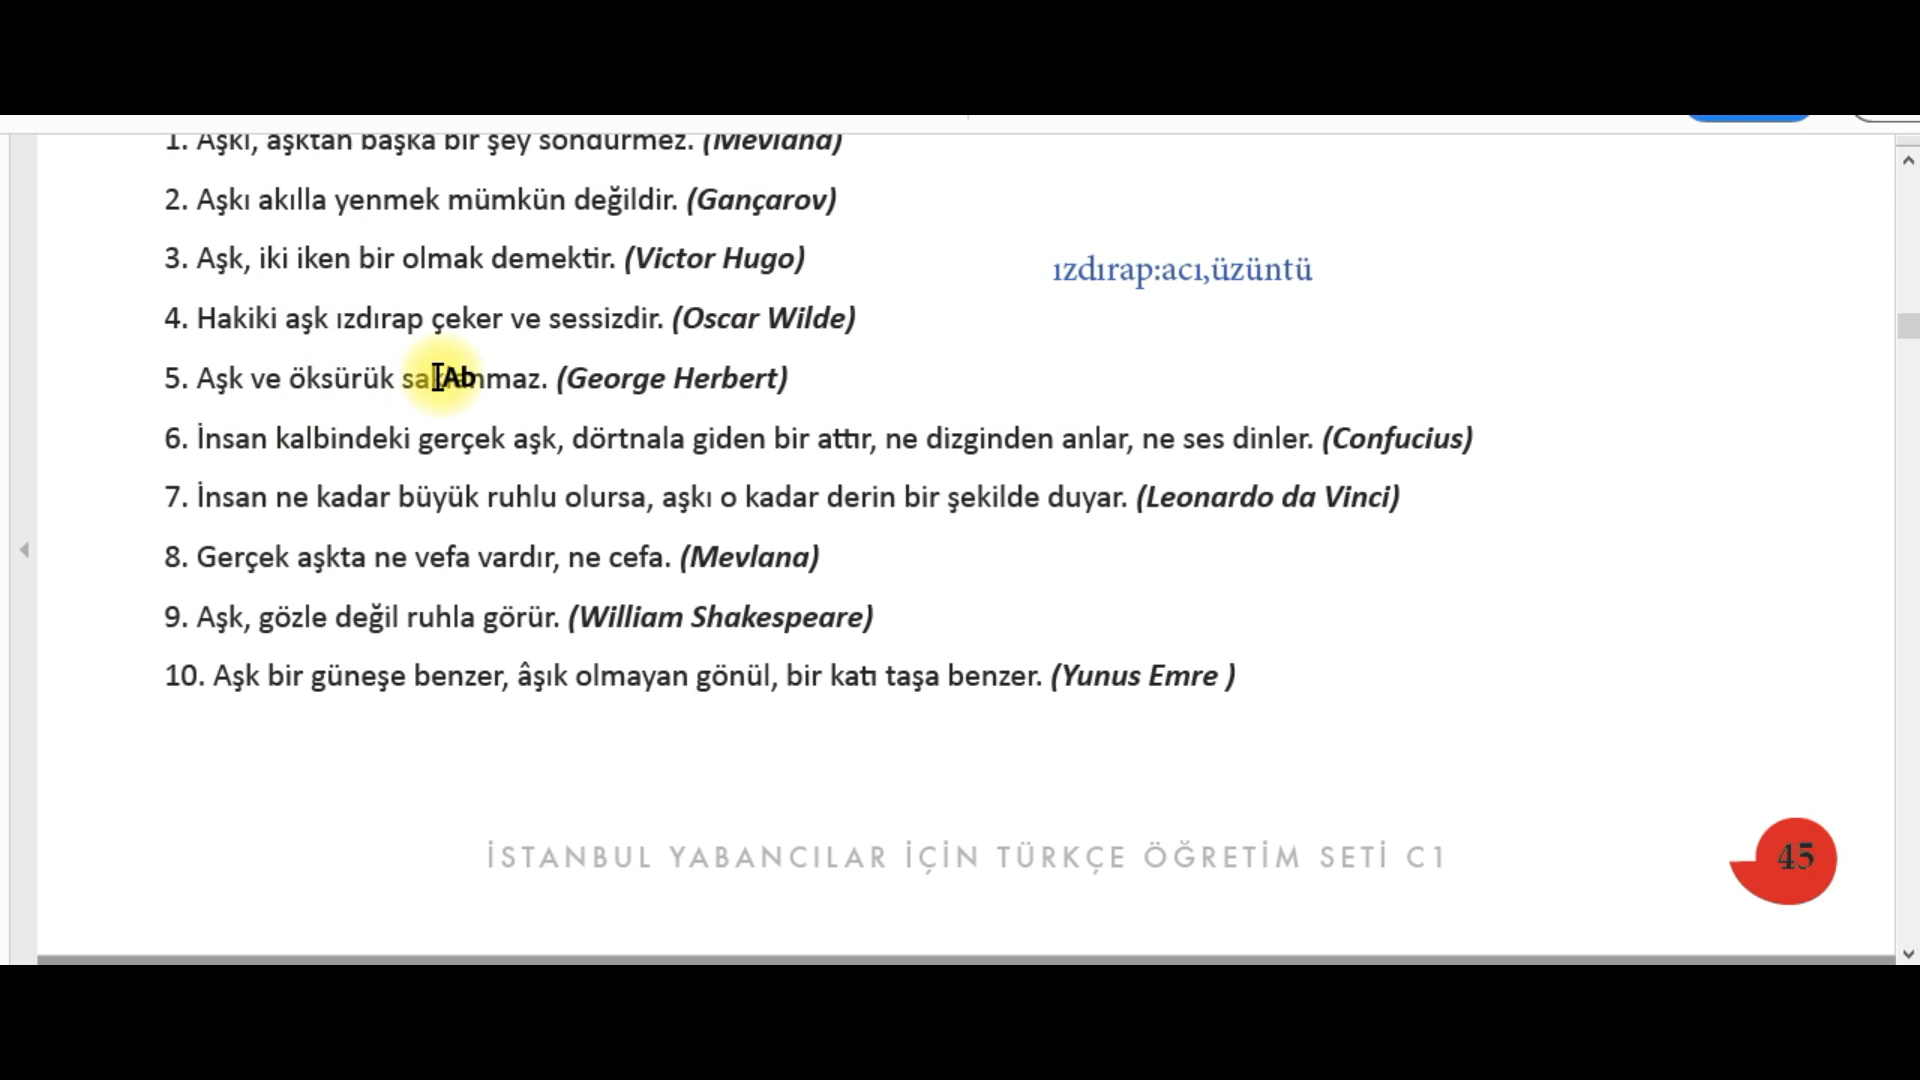 1. Aşkı, aşktan başka bir şey söndürmez. (Mevlana)
2. Aşkı akılla yenmek mümkün değildir. (Gançarov)
3. Aşk, iki iken bir olmak demektir. (Victor Hugo)
ızdırap:acı,üzüntü
4. Hakiki aşk ızdırap çeker ve sessizdir. (Oscar Wilde)
5. Aşk ve öksürük (George Herbert)
Ab
6. İnsan kalbindeki gerçek aşk, dörtnala giden bir attır, ne dizginden anlar, ne ses dinler. (Confucius)
7. İnsan ne kadar büyük ruhlu olursa, aşkı o kadar derin bir şekilde duyar. (Leonardo da Vinci)
8. Gerçek aşkta ne vefa vardır, ne cefa. (Mevlana)
9. Aşk, gözle değil ruhla görür. (William Shakespeare)
10. Aşk bir güneşe benzer, âşık olmayan gönül, bir katı taşa benzer. (Yunus Emre )
İSTANBUL YABANCILAR İÇİN TÜRKÇE ÖĞRETİM SETİ C1
45